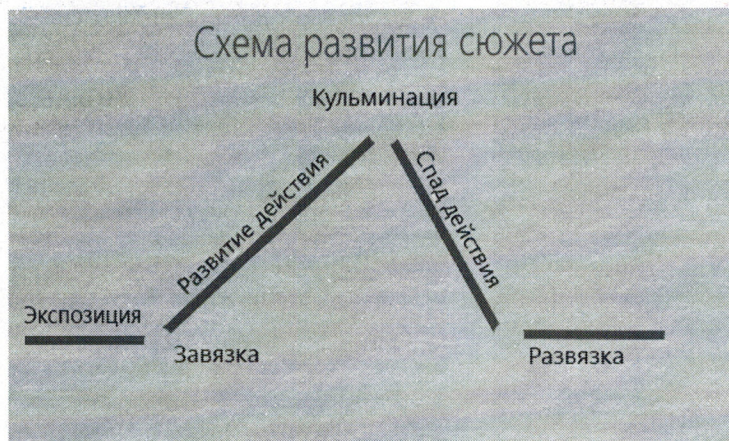 Схема развития сюжета
Кульминация
Развитие действия
Спад действия
Экспозиция
Завязка
Развязка